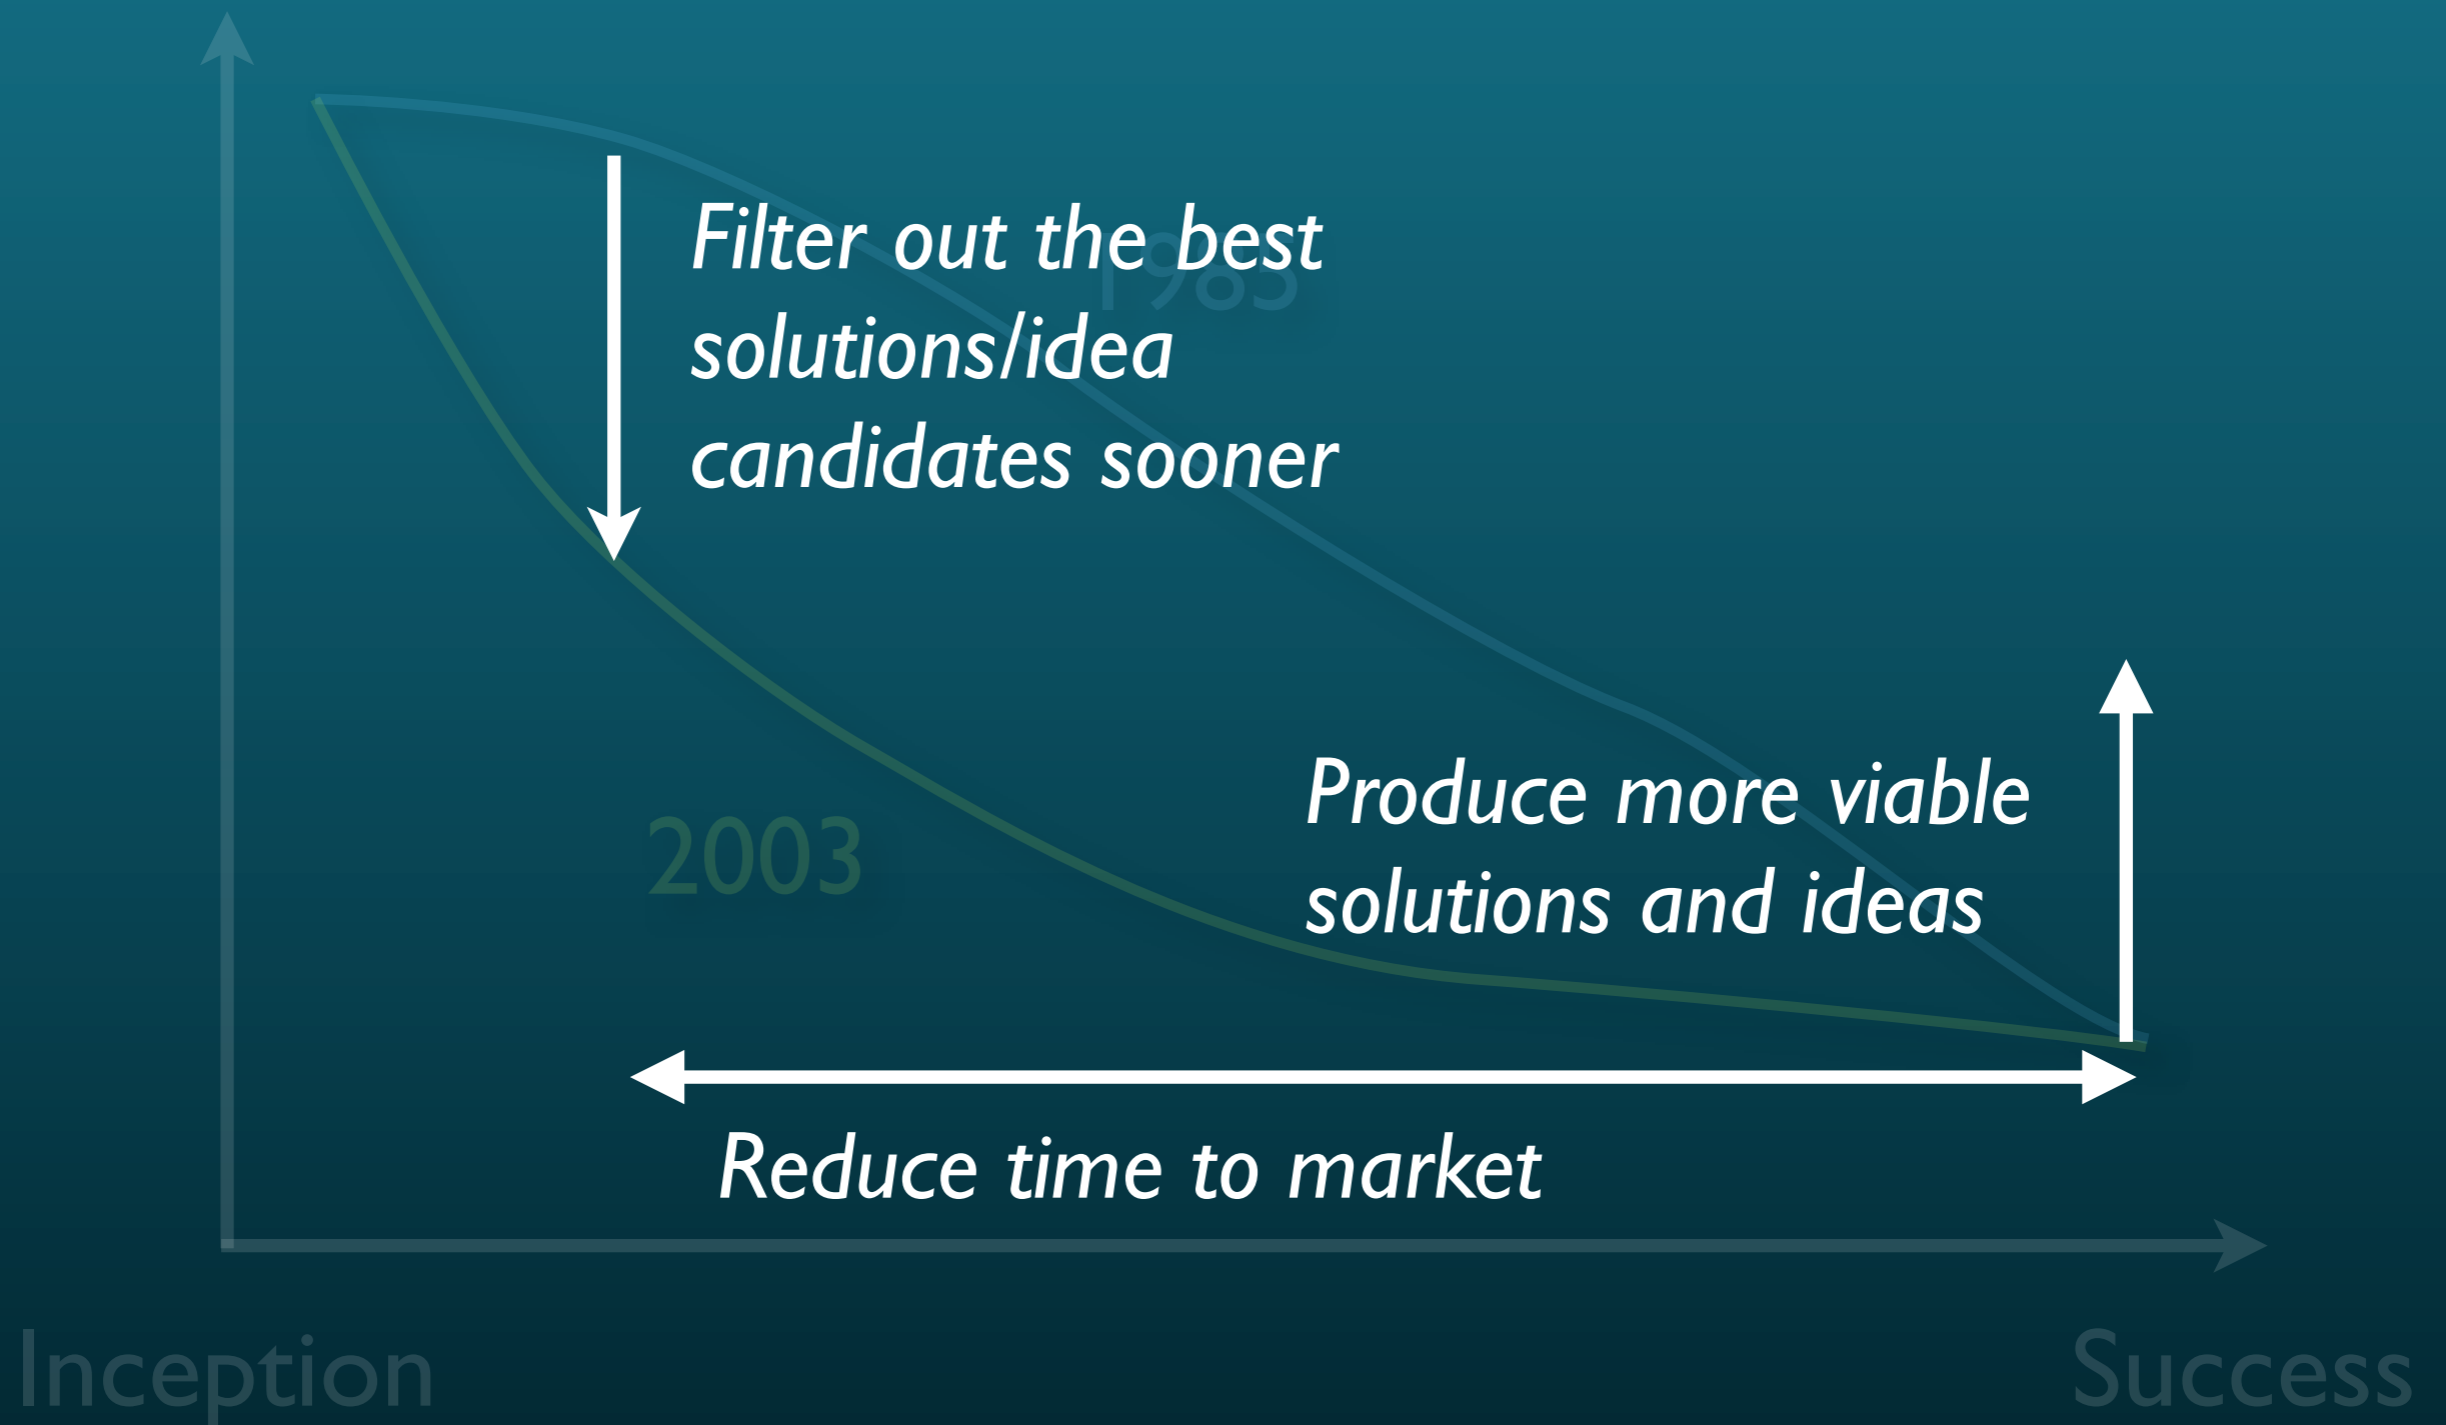 Filter out the best
1985
solutions/idea
candidates sooner
Produce more viable
2003
solutions and ideas
Reduce time to market
Inception
Success